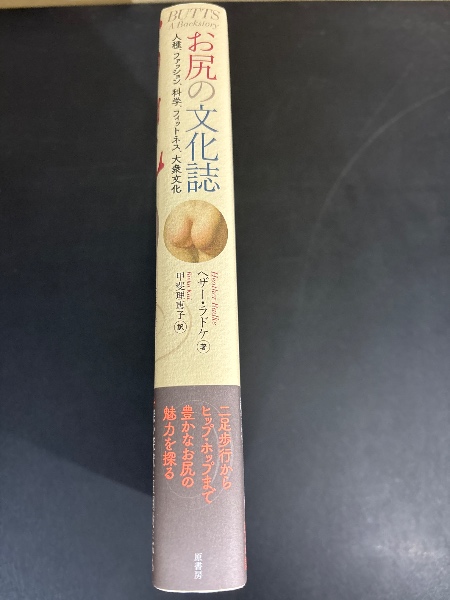 BUTTS
A Backstory
お尻の文化誌
人種、ファッション、科学、フィットネス、大衆文化
Heather Radke
ヘザー・ラドケ 著
甲斐理恵子 訳
二足歩行から
ヒップ・ホップまで
豊かなお尻の
魅力を探る
原書房